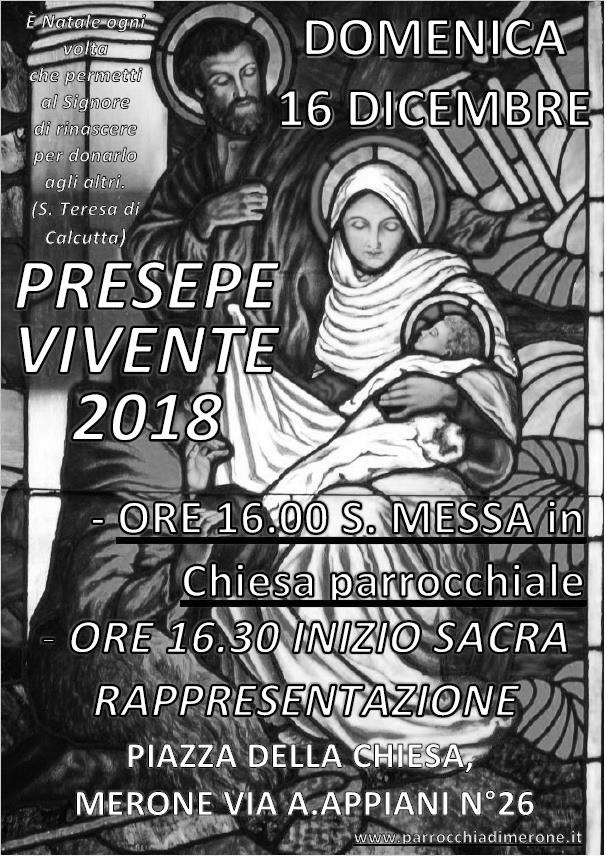 È Natale ogni
volta
che permetti
al Signore
di rinascere
per donarlo
agli altri.
(S. Teresa di
Calcutta)
DOMENICA
16 DICEMBRE
PRESEPE
VIVENTE
2018
- ORE 16.00 S. MESSA in
Chiesa parrocchiale
- ORE 16.30 INIZIO SACRA
RAPPRESENTAZIONE
PIAZZA DELLA CHIESA,
MERONE VIA A.APPIANI N°26
www.parrocchiadimerone.it